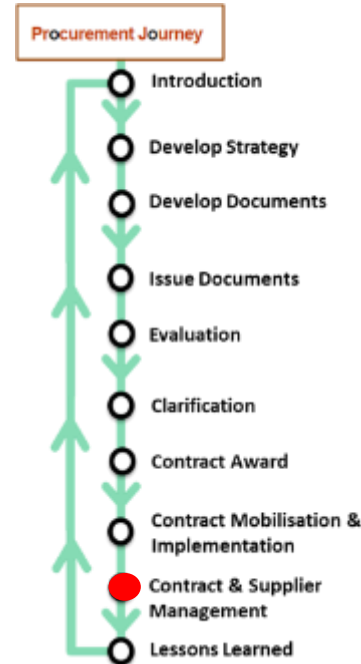 Procurement Journey
Introduction
Develop Strategy
Develop Documents
Issue Documents
Evaluation
Clarification
Contract Award
Contract Mobilisation &
Implementation
Contract & Supplier
Management
Lessons Learned